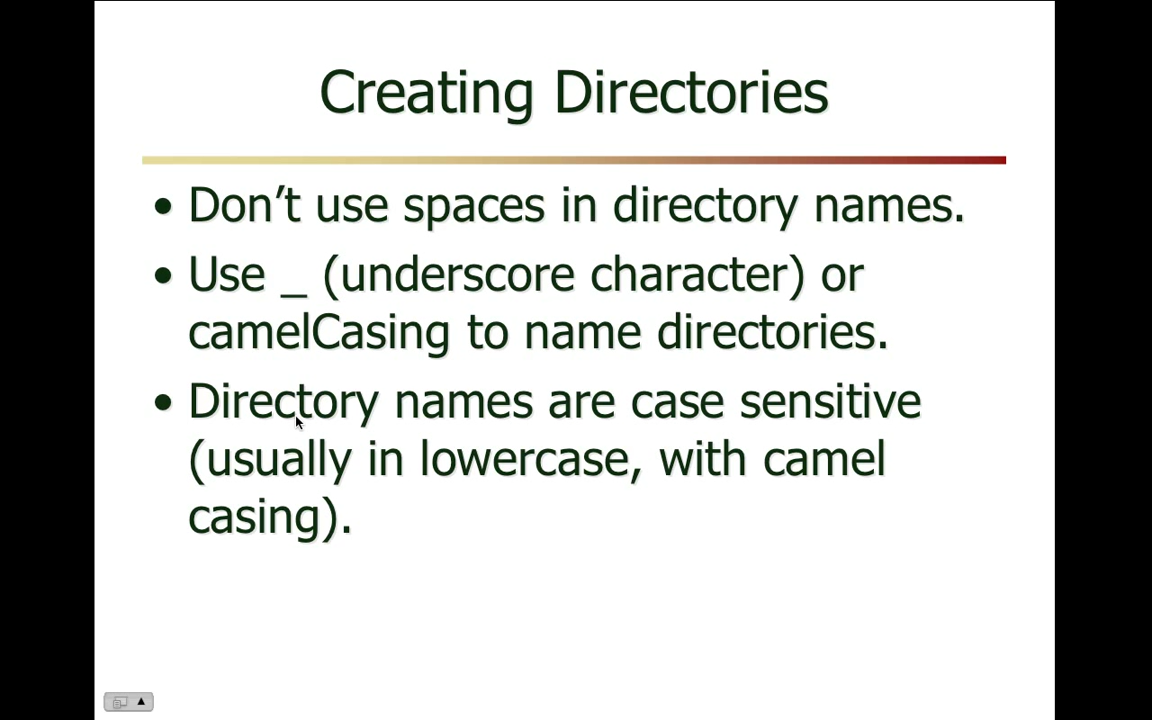 Creating Directories
• Don’t use spaces in directory names.
• Use _ (underscore character) or
camelCasing to name directories.
• Directory names are case sensitive
(usually in lowercase, with camel
casing).